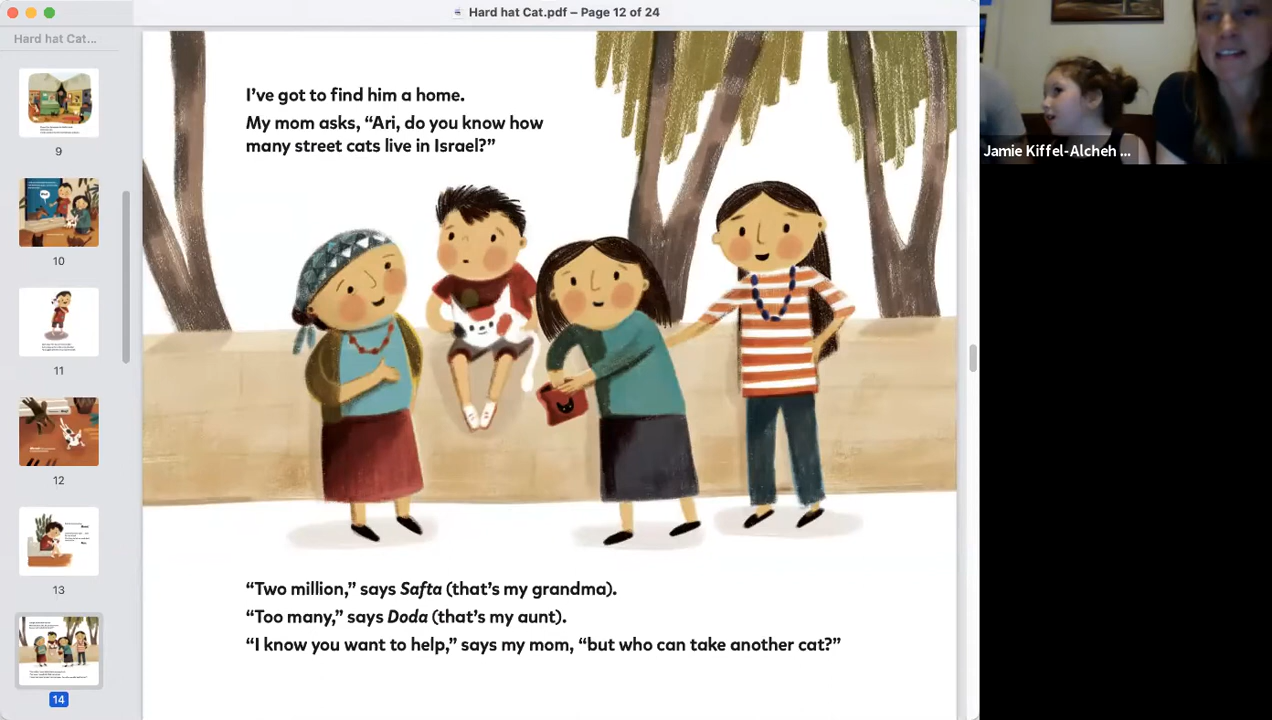 Hard hat Cat.pdf – Page 12 of 24
Hard hat Cat...
9
10
11
12
13
14
I've got to find him a home.
My mom asks, “Ari, do you know how
many street cats live in Israel?”
“Two million,” says Safta (that's my grandma).
“Too many,” says Doda (that's my aunt).
“I know you want to help,” says my mom, “but who can take another cat?”
Jamie Kiffel-Alcheh ...